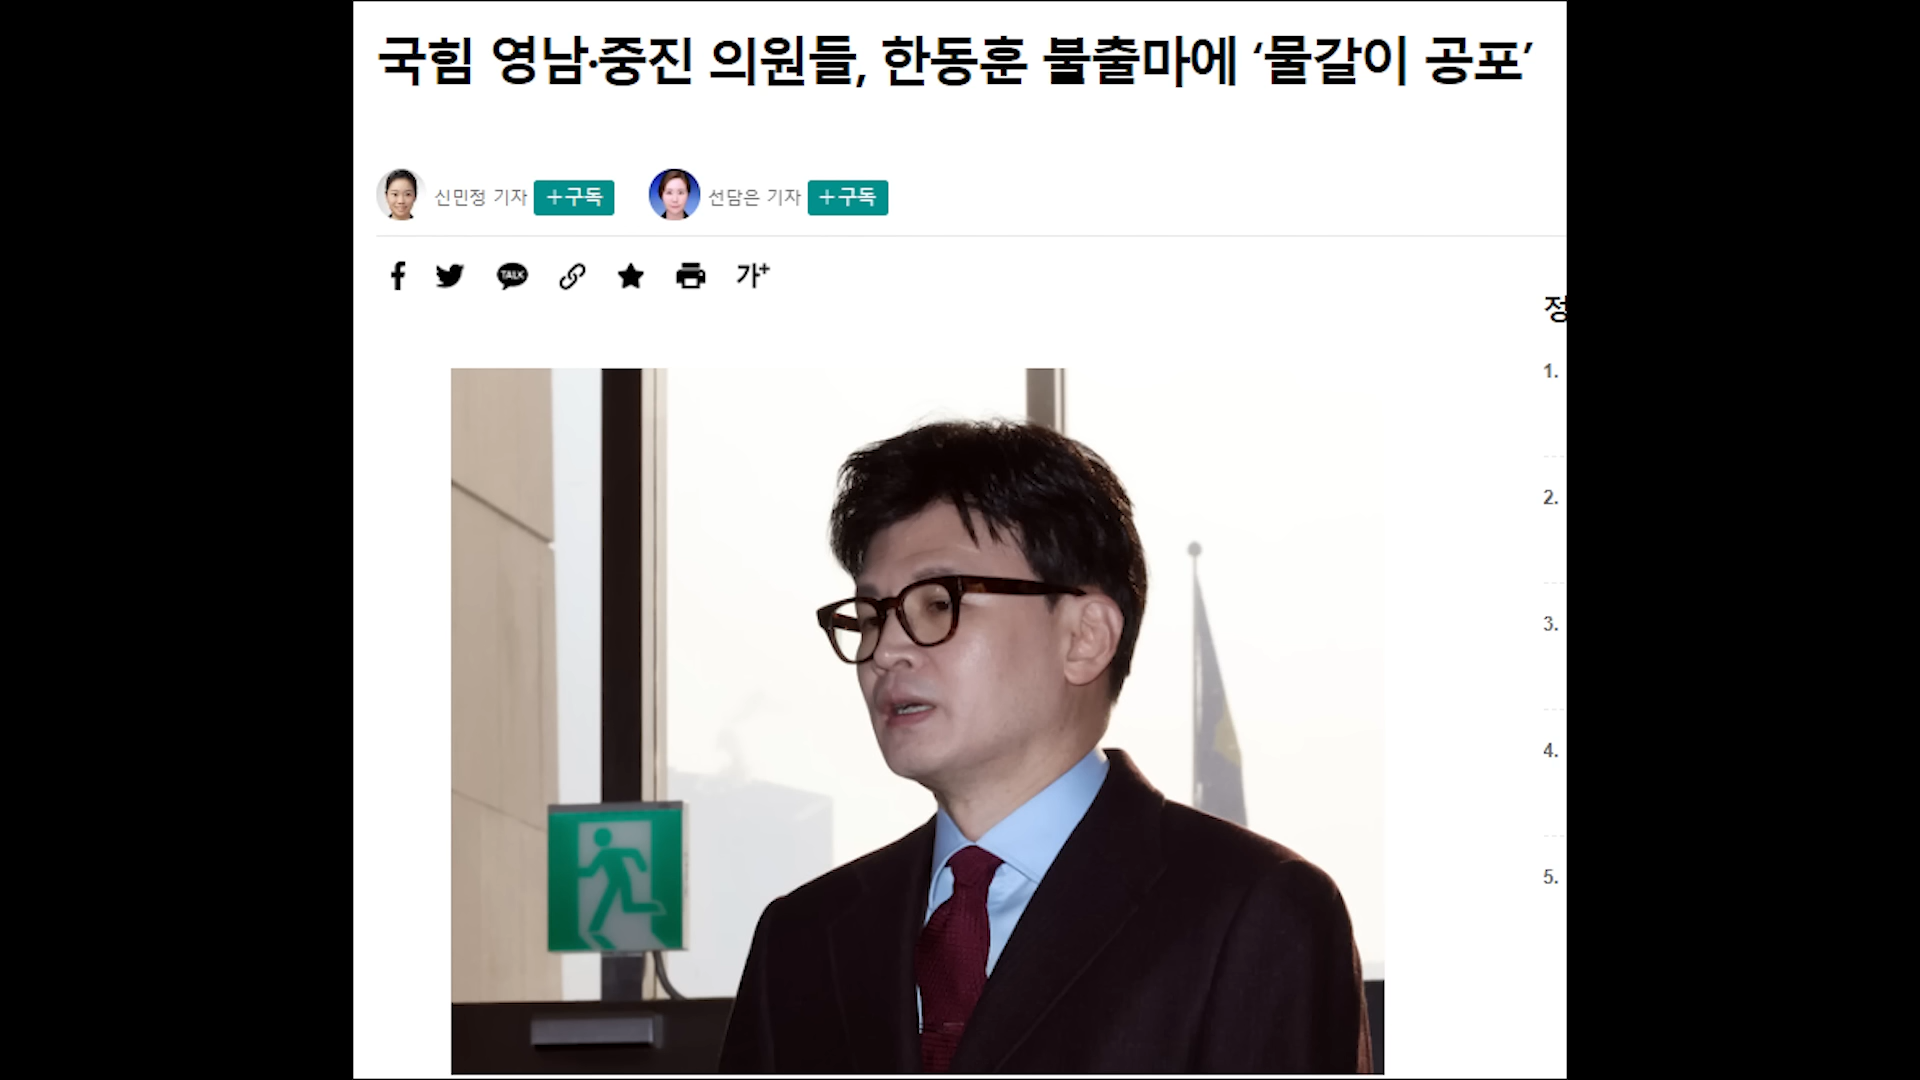 국힘 영남·중진 의원들, 한동훈 불출마에 ‘물갈이 공포’
신민정 기자 +구독 선담은 기자 +구독
TALK 가+
정
1.
2.
3.
4.
5.